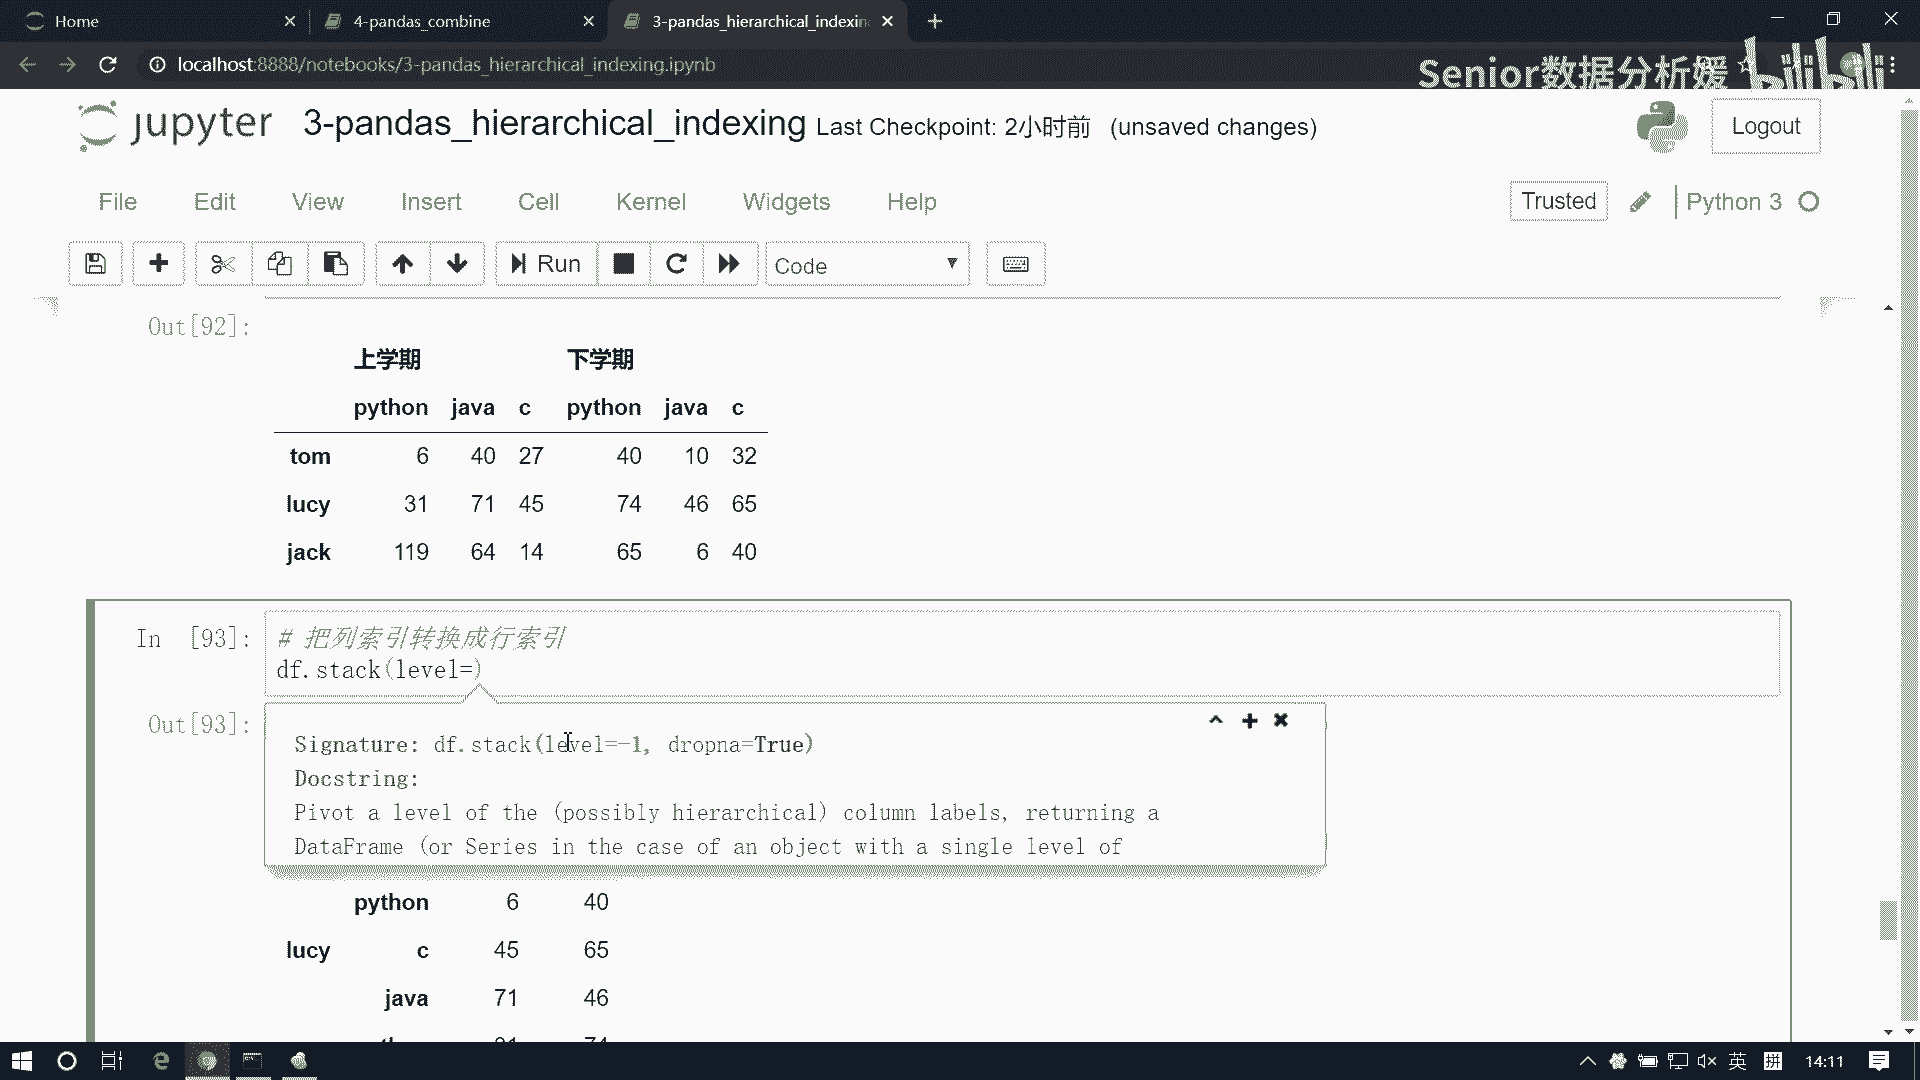 Home
4-pandas_combine
3-pandas_hierarchical_indexin
localhost:8888/notebooks/3-pandas_hierarchical_indexing.ipynb
Senior数据分析媛
bilibili
jupyter
3-pandas_hierarchical_indexing Last Checkpoint: 2小时前 (unsaved changes)
Logout
File Edit View Insert Cell Kernel Widgets Help
Trusted
Python 3
Run
Code
Out[92]:
上学期 下学期
python java c python java c
tom 6 40 27 40 10 32
lucy 31 71 45 74 46 65
jack 119 64 14 65 6 40
In [93]:
# 把列索引转换成行索引
df.stack(level=)
Out[93]:
Signature: df.stack(level=-1, dropna=True)
Docstring:
Pivot a level of the (possibly hierarchical) column labels, returning a
DataFrame (or Series in the case of an object with a single level of
python 6 40
lucy c 45 65
java 71 46
英
拼
14:11